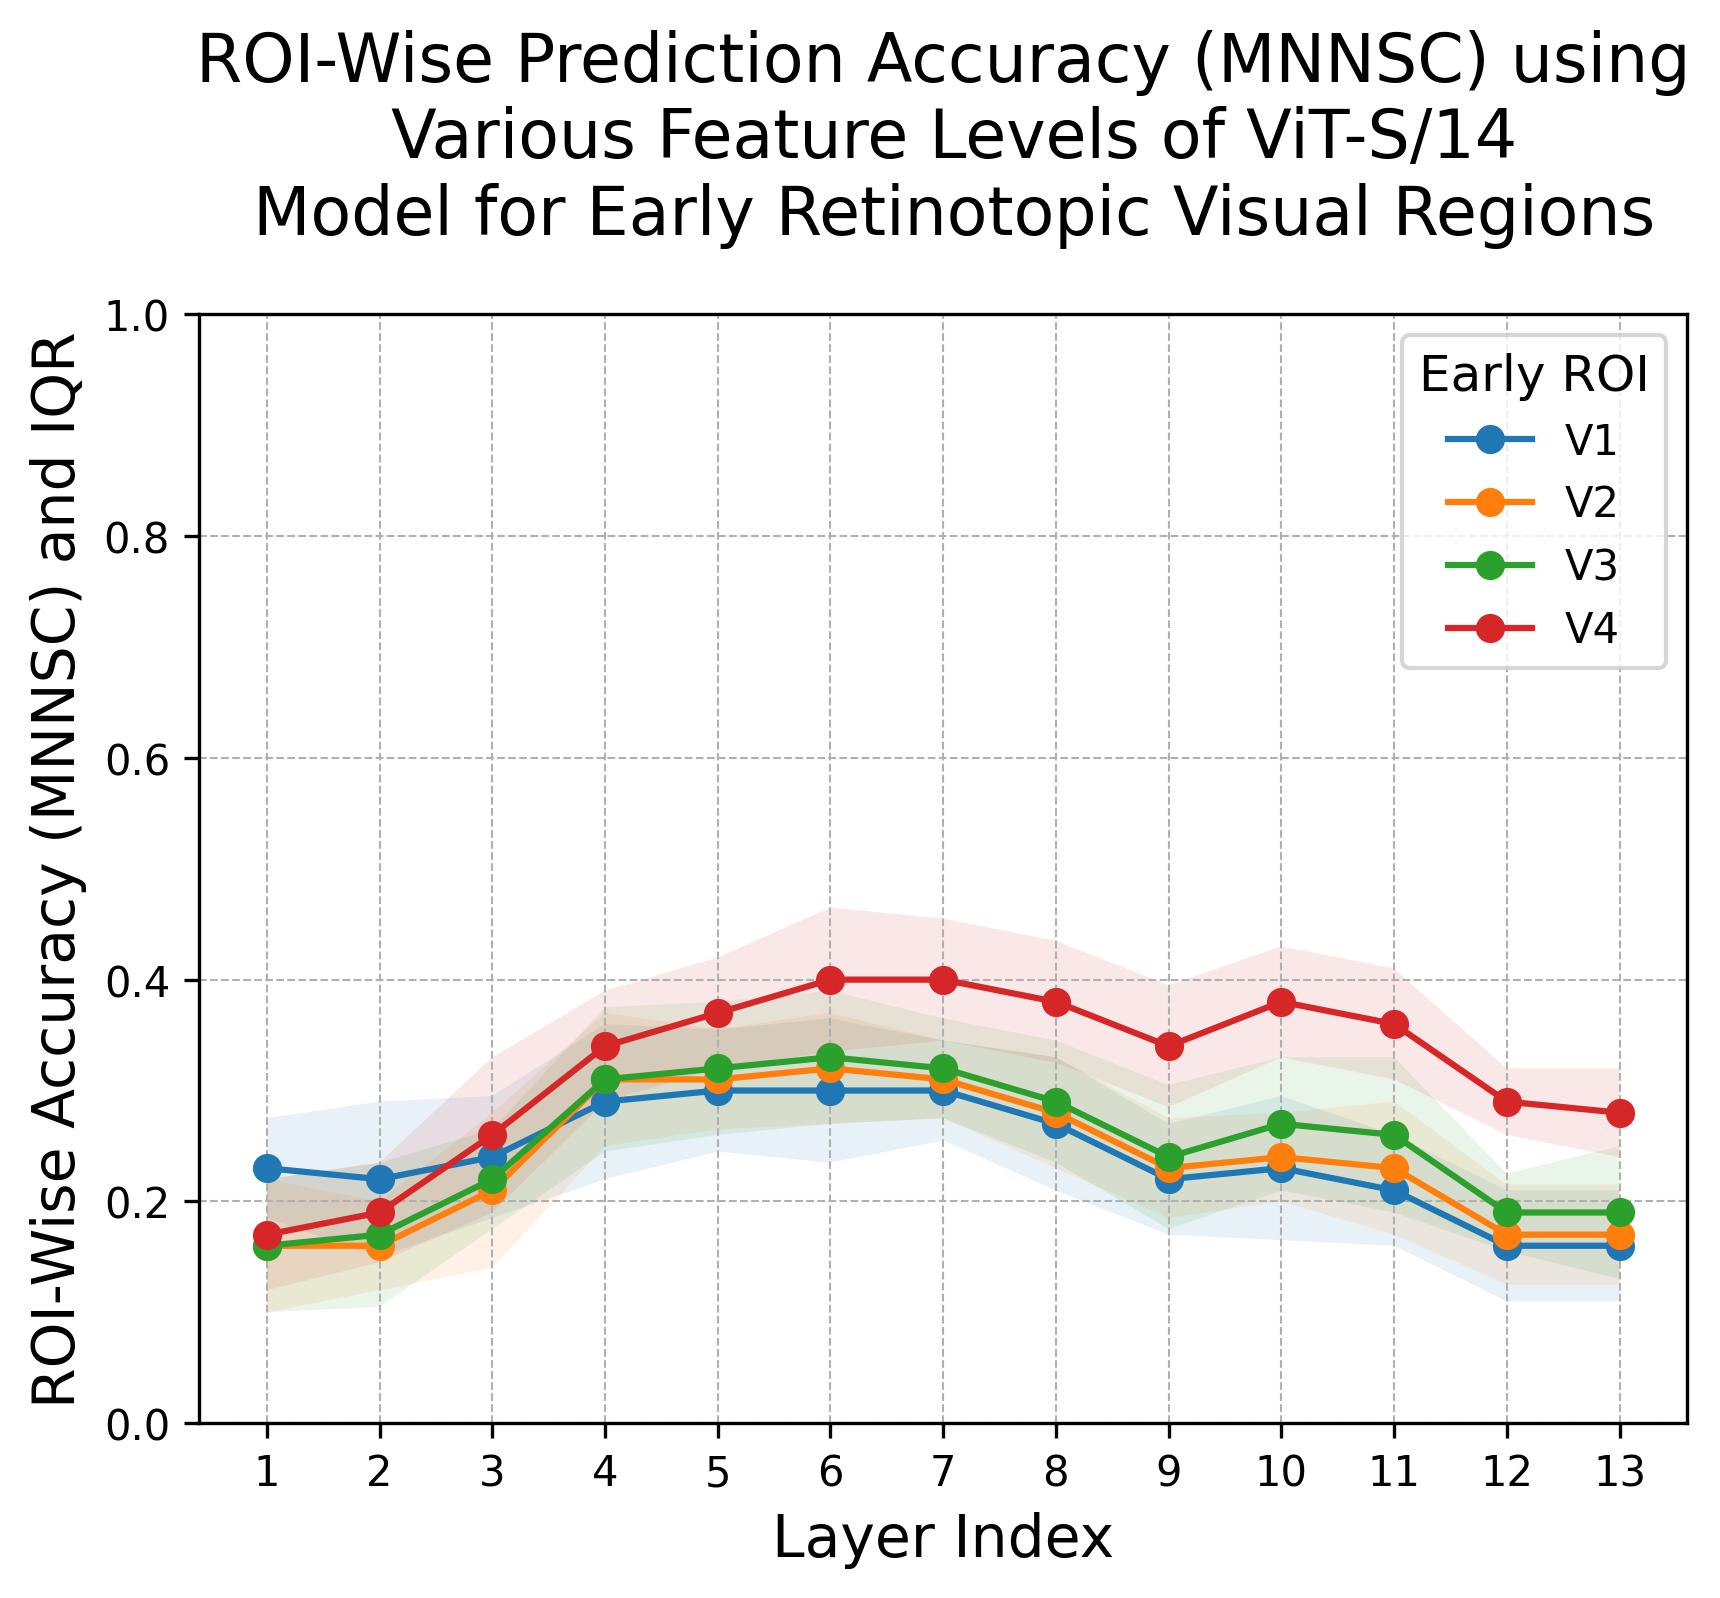 ROI-Wise Prediction Accuracy (MNNSC) using
Various Feature Levels of ViT-S/14
Model for Early Retinotopic Visual Regions
ROI-Wise Accuracy (MNNSC) and IQR
1.0
0.8
0.6
0.4
0.2
0.0
Early ROI
V1
V2
V3
V4
1 2 3 4 5 6 7 8 9 10 11 12 13
Layer Index